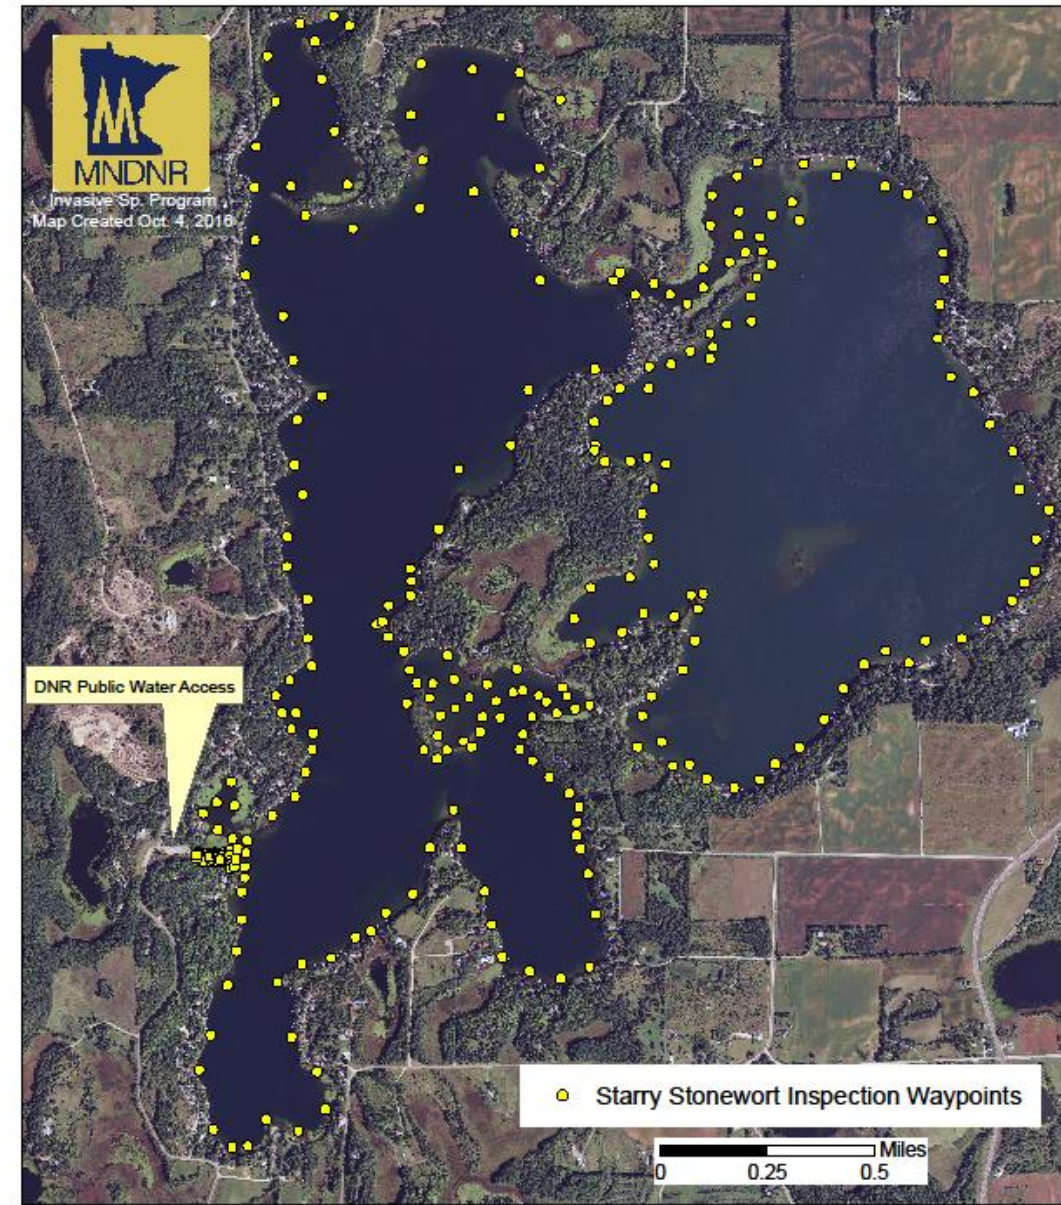 MNDNR
Invasive Sp. Program
Map Created Oct. 4, 2016
DNR Public Water Access
Starry Stonewort Inspection Waypoints
Miles
0 0.25 0.5